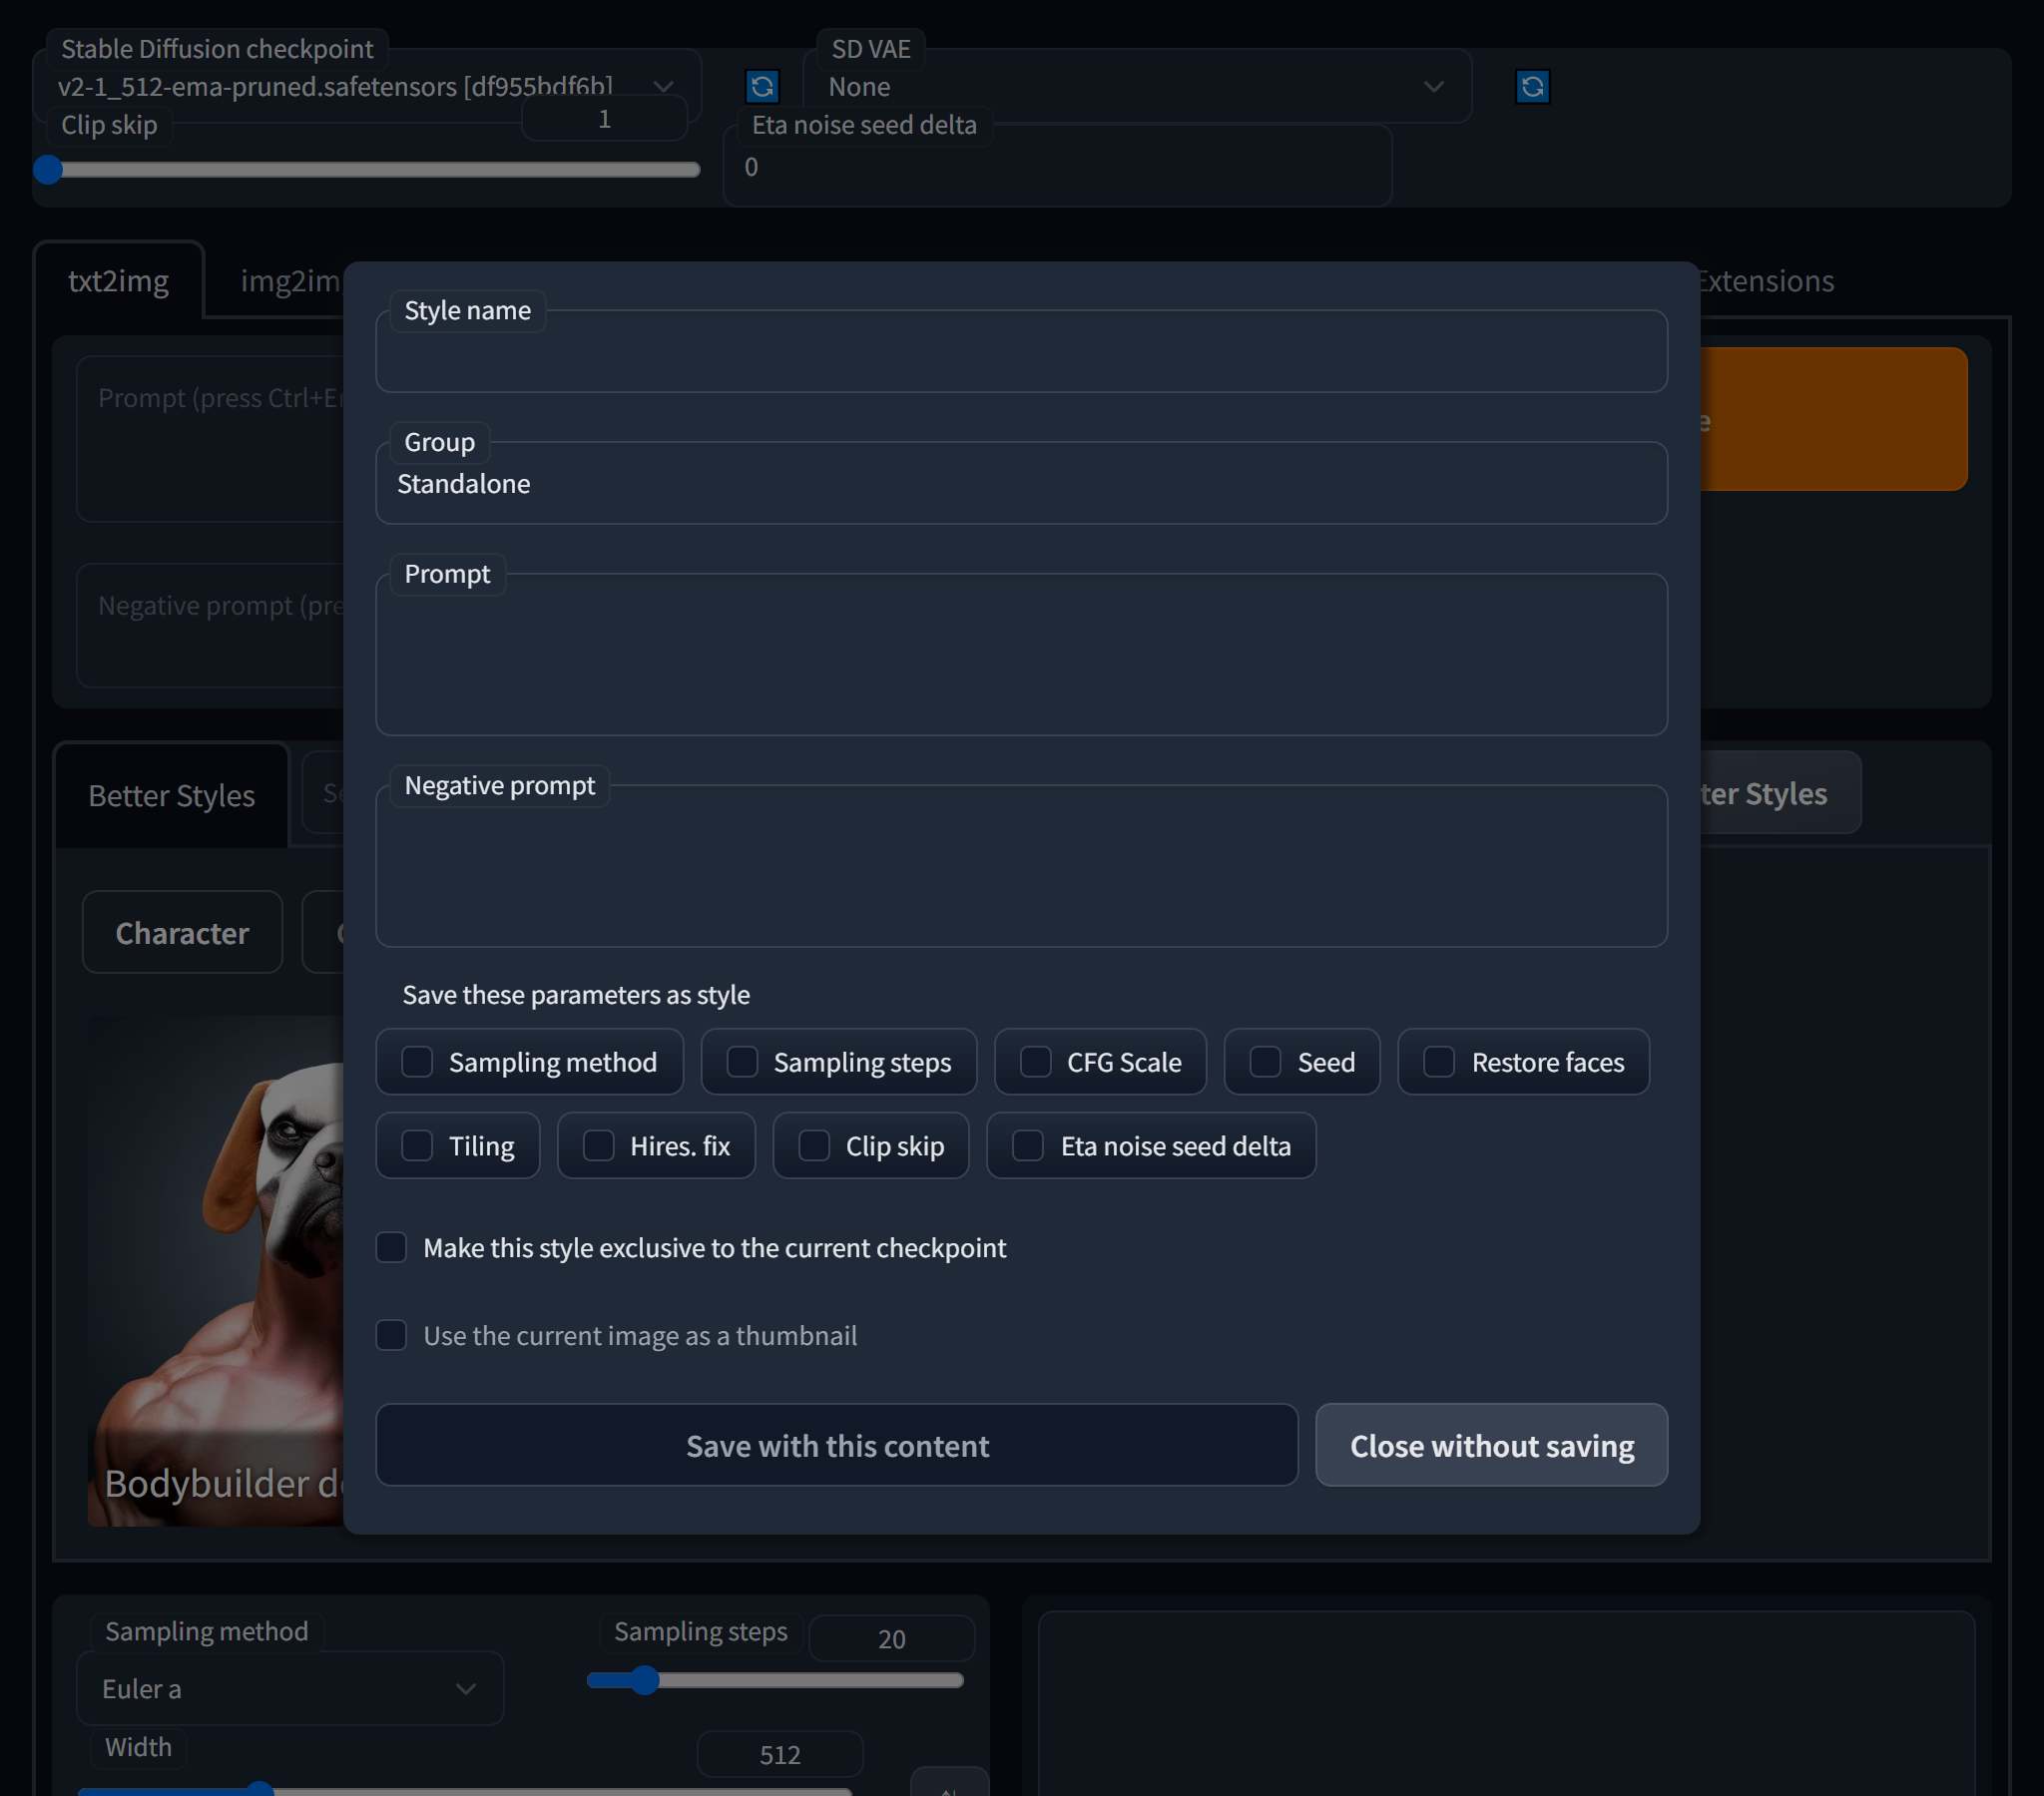 Stable Diffusion checkpoint
v2-1_512-ema-pruned.safetensors [df955bdf6b]
SD VAE
None
Clip skip
1
Eta noise seed delta
0
txt2img
img2im
Extensions
Prompt (press Ctrl+En
Negative prompt (pre
e
Better Styles
Se
ter Styles
Character
Bodybuilder do
Style name
Group
Standalone
Prompt
Negative prompt
Save these parameters as style
Sampling method
Sampling steps
CFG Scale
Seed
Restore faces
Tiling
Hires. fix
Clip skip
Eta noise seed delta
Make this style exclusive to the current checkpoint
Use the current image as a thumbnail
Save with this content
Close without saving
Sampling method
Euler a
Sampling steps
20
Width
512